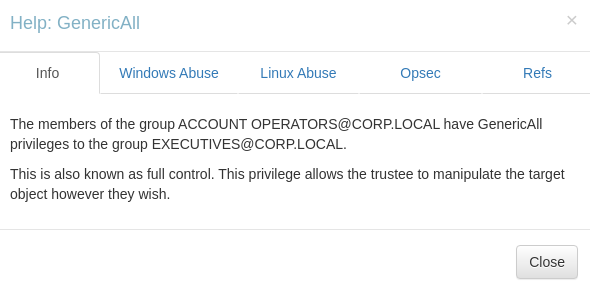 Help: GenericAll
×
Info Windows Abuse Linux Abuse Opsec Refs
The members of the group ACCOUNT OPERATORS@CORP.LOCAL have GenericAll
privileges to the group EXECUTIVES@CORP.LOCAL.
This is also known as full control. This privilege allows the trustee to manipulate the target
object however they wish.
Close